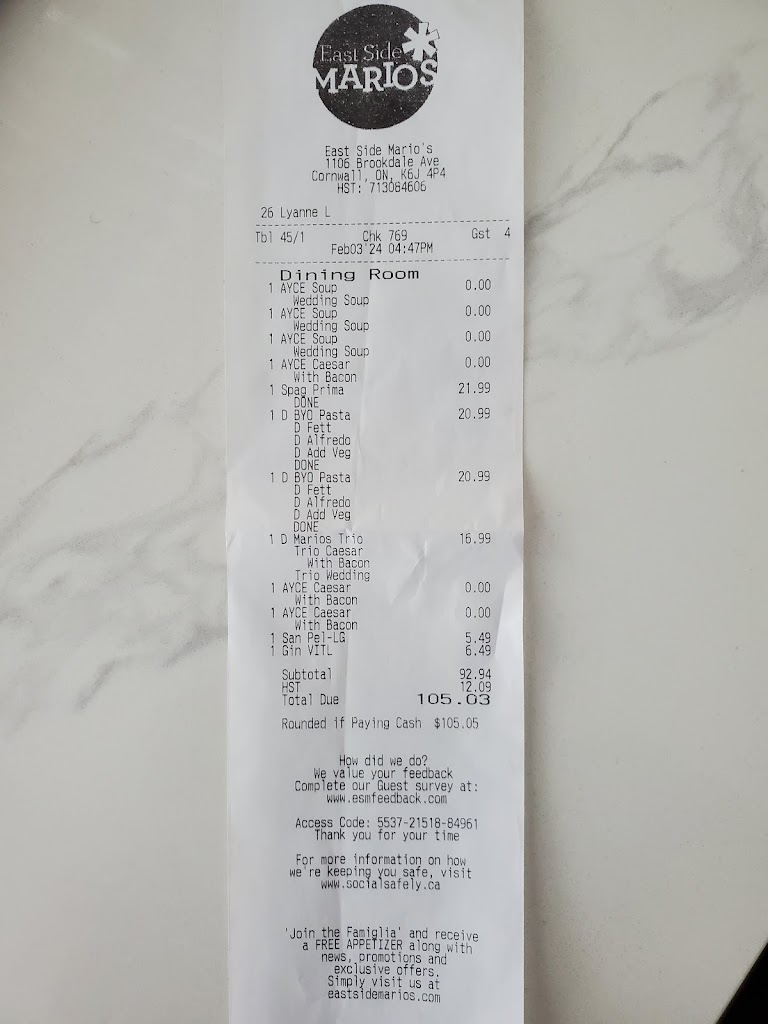 East Side
MARIOS
East Side Mario's
1106 Brookdale Ave
Cornwall, ON, K6J 4P4
HST: 713084606
26 Lyanne L
Tbl 45/1 Chk 769 Gst 4
Feb03'24 04:47PM
Dining Room
1 AYCE Soup 0.00
Wedding Soup
1 AYCE Soup 0.00
Wedding Soup
1 AYCE Soup 0.00
Wedding Soup
1 AYCE Caesar 0.00
With Bacon
1 Spag Prima 21.99
DONE
1 D BYO Pasta 20.99
D Fett
D Alfredo
D Add Veg
DONE
1 D BYO Pasta 20.99
D Fett
D Alfredo
D Add Veg
DONE
1 D Marios Trio 16.99
Trio Caesar
With Bacon
Trio Wedding
1 AYCE Caesar 0.00
With Bacon
1 AYCE Caesar 0.00
With Bacon
1 San Pel-LG 5.49
1 Gin VITL 6.49
Subtotal 92.94
HST 12.09
Total Due 105.03
Rounded if Paying Cash $105.05
How did we do?
We value your feedback
Complete our Guest survey at:
www.esmfeedback.com
Access Code: 5537-21518-84961
Thank you for your time
For more information on how
we're keeping you safe, visit
www.socialsafely.ca
'Join the Famiglia' and receive
a FREE APPETIZER along with
news, promotions and
exclusive offers.
Simply visit us at
eastsidemarios.com